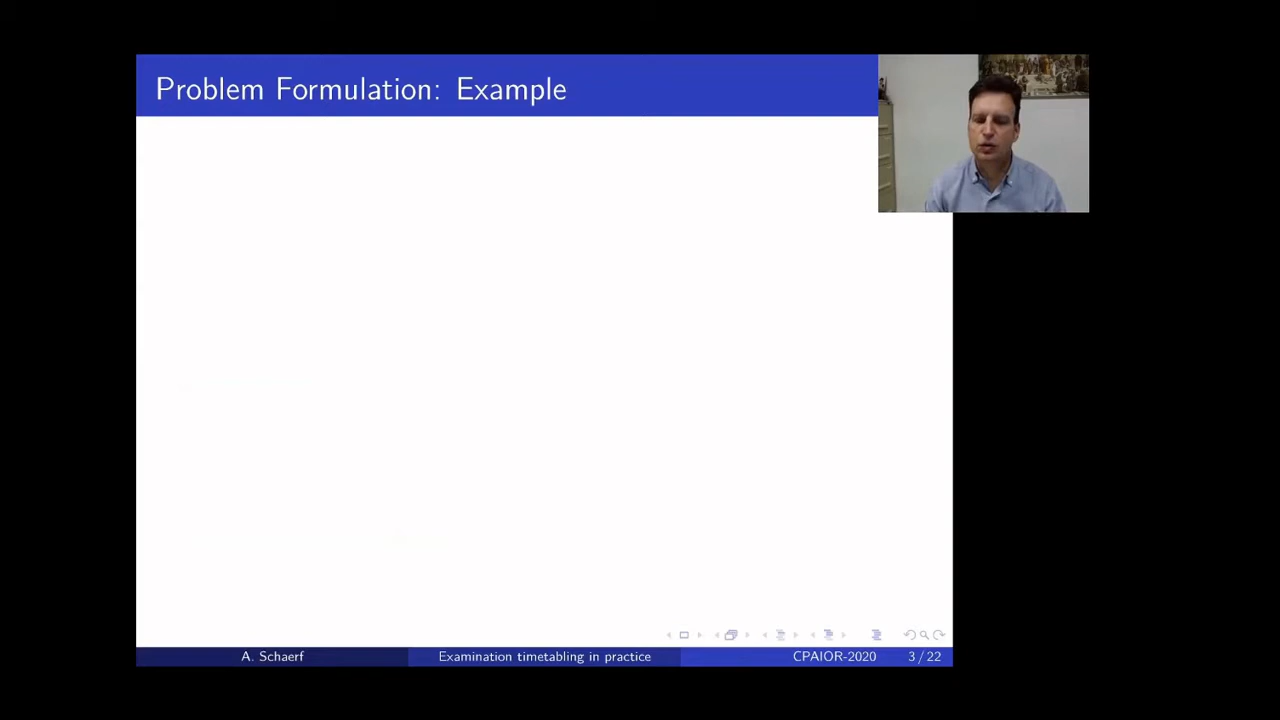 Problem Formulation: Example
A. Schaerf
Examination timetabling in practice
CPAIOR-2020
3 / 22